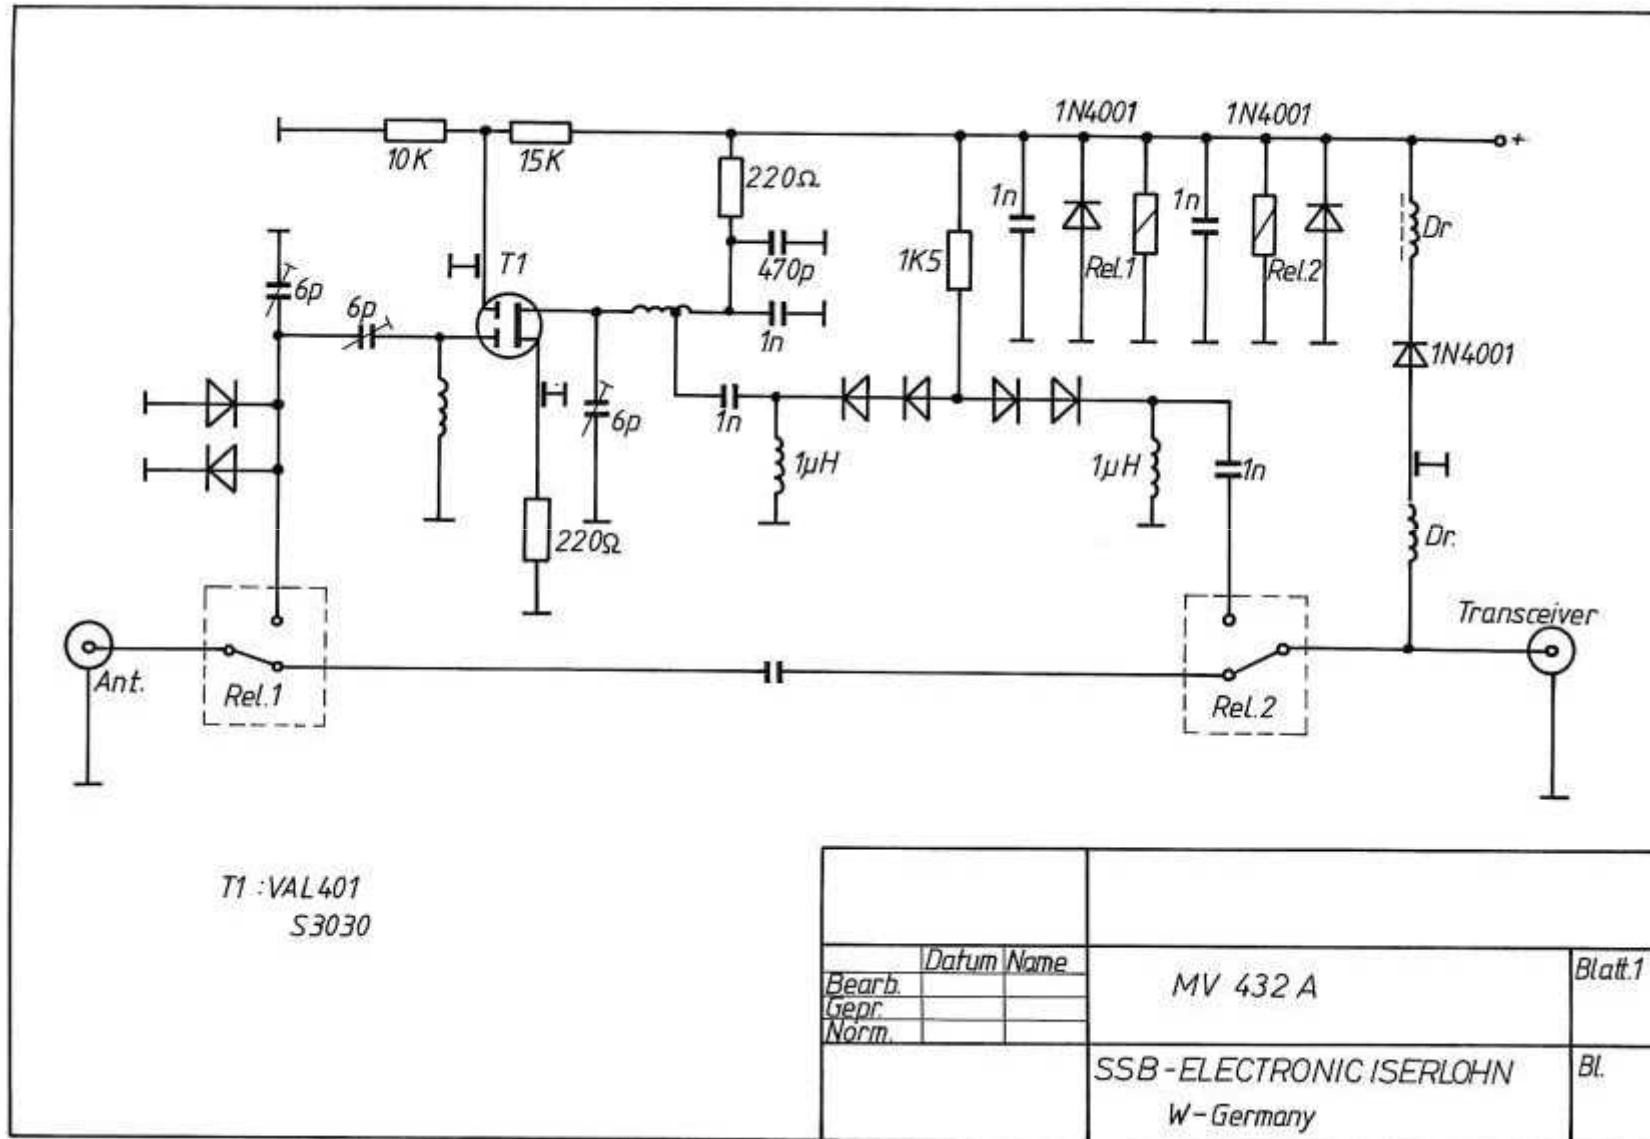 1N4001
1N4001
+
10K
15K
220Ω
1n
1n
Dr
1K5
Rel.1
Rel.2
T1
470p
6p
6p
1n
1N4001
1n
6p
1µH
1µH
1n
220Ω
Dr.
Transceiver
Ant.
Rel.1
Rel.2
T1 :VAL401
S3030
Datum Name
Bearb.
Gepr.
Norm.
MV 432 A
Blatt.1
SSB-ELECTRONIC ISERLOHN
W-Germany
Bl.